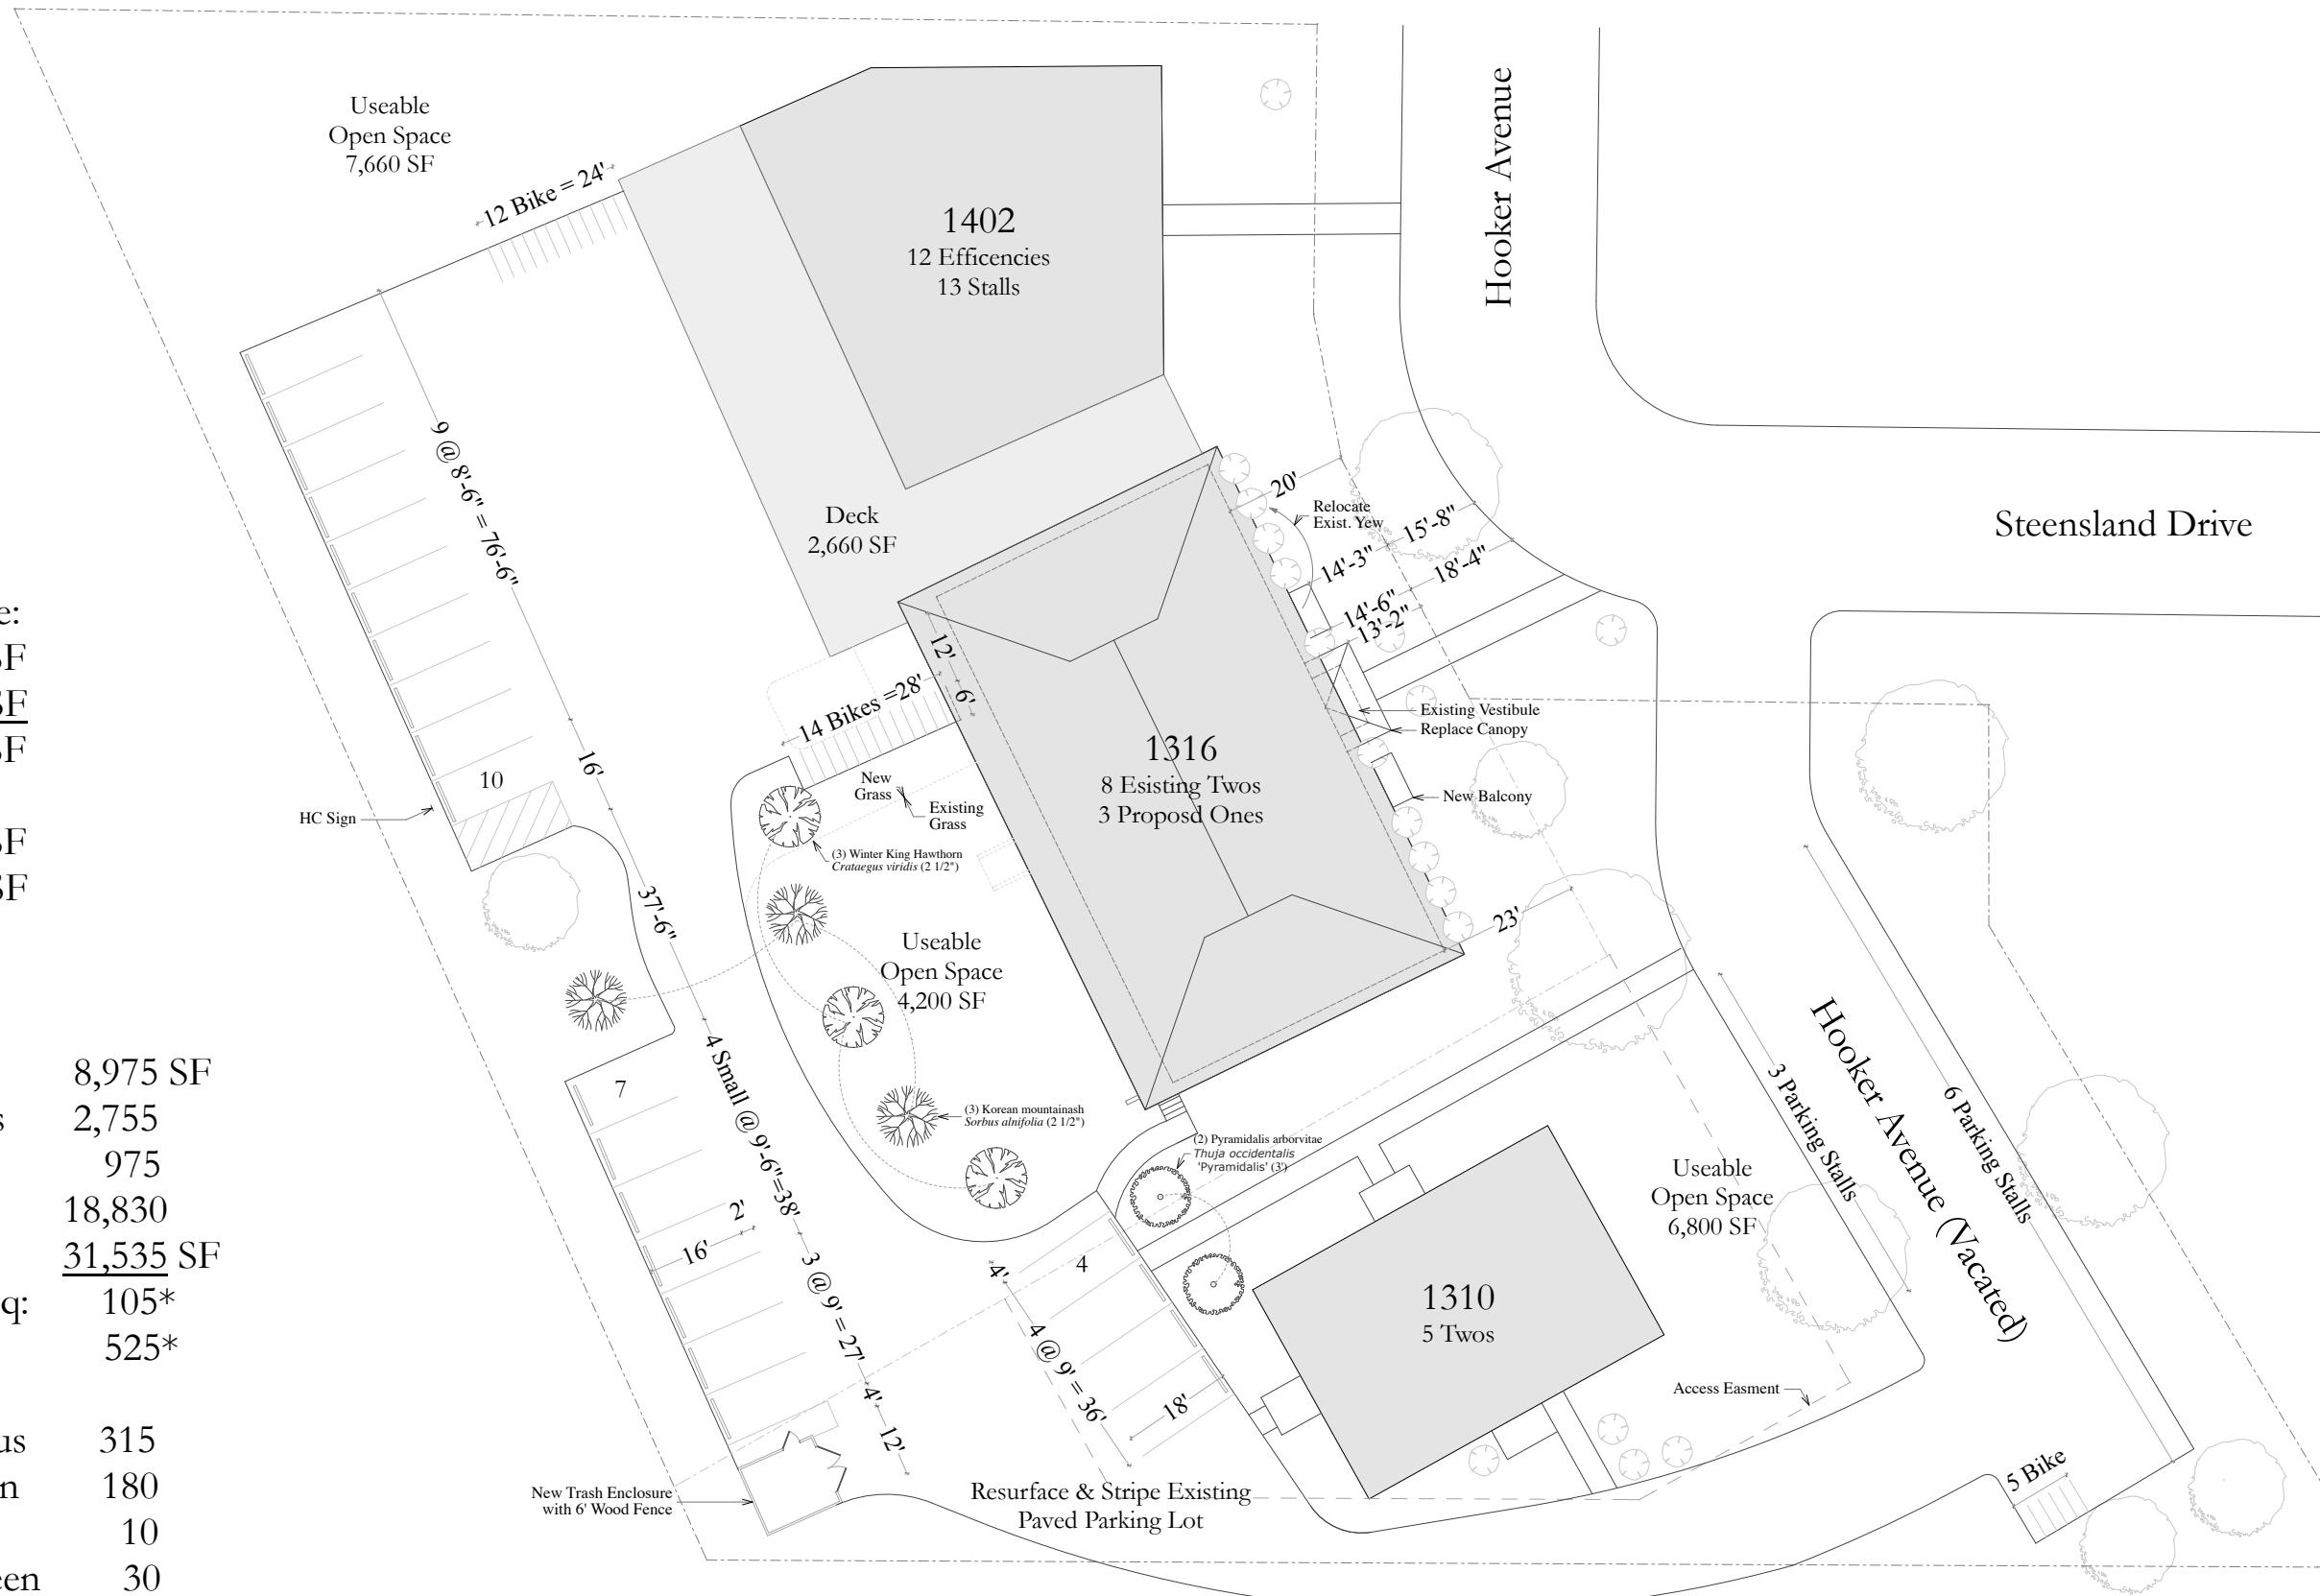 Useable
Open Space
7,660 SF
12 Bike = 24'
1402
12 Efficencies
13 Stalls
Hooker Avenue
Steensland Drive
9 @ 8'-6" = 76'-6"
Deck
2,660 SF
20'
Relocate
Exist. Yew
15'-8"
14'-3"
18'-4"
14'-6"
13'-2"
12'
6'
14 Bikes =28'
Existing Vestibule
Replace Canopy
New Balcony
1316
8 Esisting Twos
3 Proposd Ones
16'
10
HC Sign
New
Grass
Existing
Grass
(3) Winter King Hawthorn
Crataegus viridis (2 1/2")
37'-6"
Useable
Open Space
4,200 SF
23'
7
4 Small @ 9'-6"=38'
(3) Korean mountainash
Sorbus alnifolia (2 1/2")
(2) Pyramidalis arborvitae
Thuja occidentalis
'Pyramidalis' (3')
2'
16'
3 @ 9' = 27'
4'
12'
4'
4
4 @ 9' = 36'
18'
1310
5 Twos
Useable
Open Space
6,800 SF
3 Parking Stalls
Hooker Avenue (Vacated)
6 Parking Stalls
Access Easment
5 Bike
New Trash Enclosure
with 6' Wood Fence
Resurface & Stripe Existing
Paved Parking Lot
e:
SF
SF
SF
SF
SF
8,975 SF
s 2,755
975
18,830
31,535 SF
q: 105*
525*
us 315
n 180
10
een 30